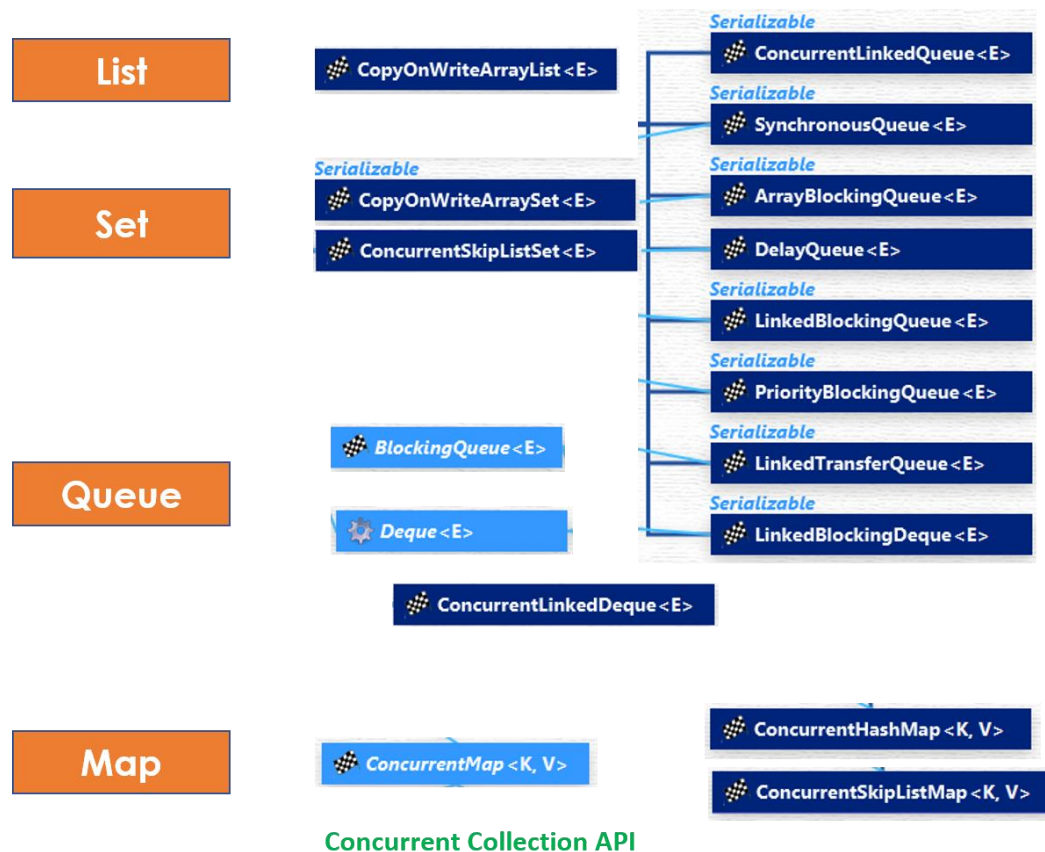 List
CopyOnWriteArrayList<E>
Serializable
ConcurrentLinkedQueue<E>
Serializable
SynchronousQueue<E>
Set
Serializable
CopyOnWriteArraySet<E>
ConcurrentSkipListSet<E>
Serializable
ArrayBlockingQueue<E>
DelayQueue<E>
Serializable
LinkedBlockingQueue<E>
Serializable
PriorityBlockingQueue<E>
Serializable
LinkedTransferQueue<E>
Serializable
LinkedBlockingDeque<E>
Queue
BlockingQueue<E>
Deque<E>
ConcurrentLinkedDeque<E>
Map
ConcurrentMap<K, V>
ConcurrentHashMap<K, V>
ConcurrentSkipListMap<K, V>
Concurrent Collection API